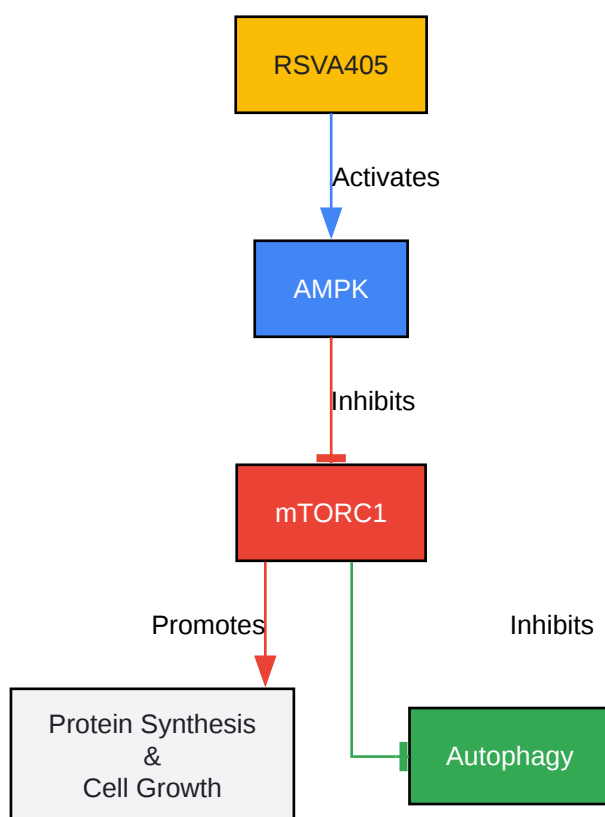 RSVA405
Activates
AMPK
Inhibits
mTORC1
Promotes
Inhibits
Protein Synthesis
&
Cell Growth
Autophagy